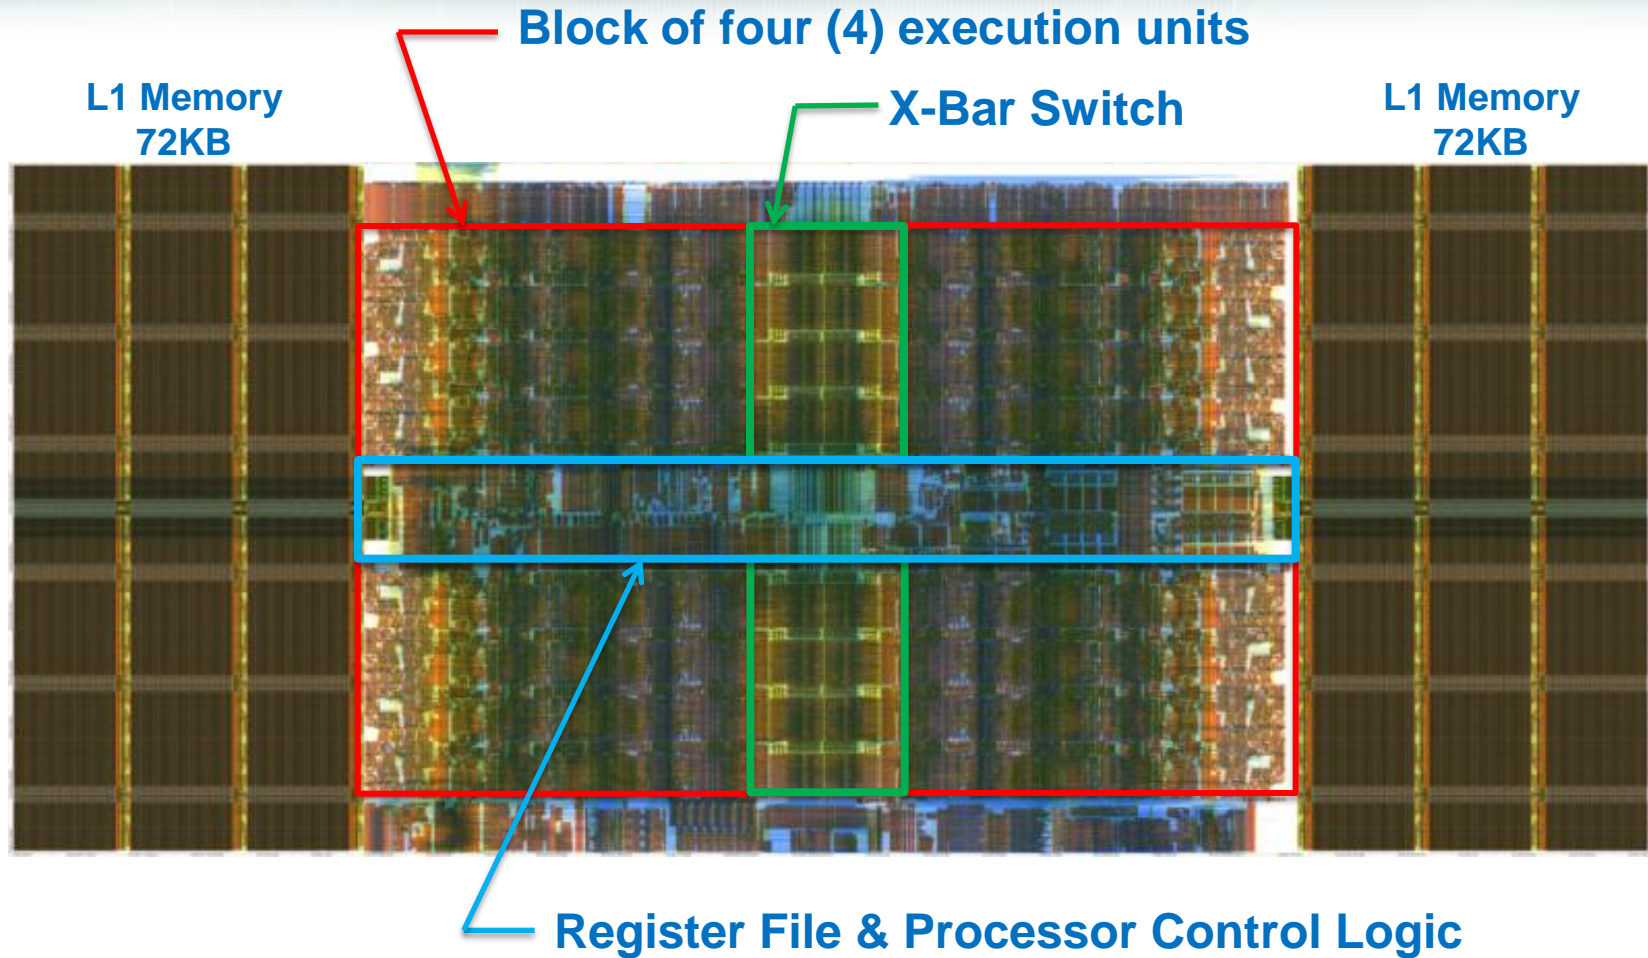 Block of four (4) execution units
L1 Memory
72KB
X-Bar Switch
L1 Memory
72KB
Register File & Processor Control Logic